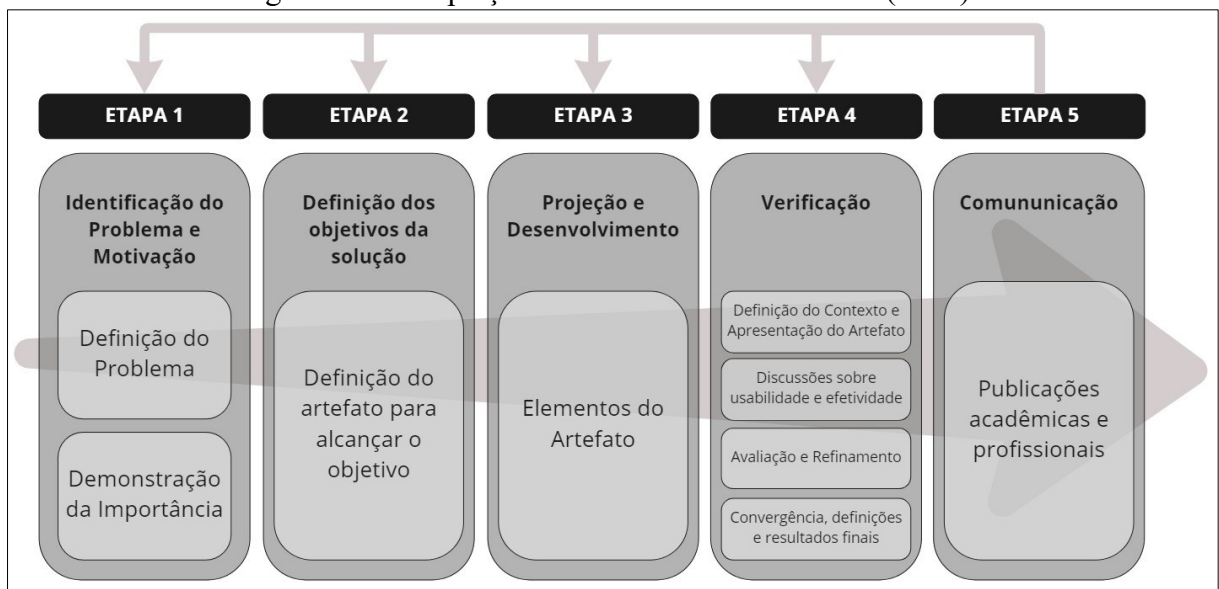 ETAPA 1
ETAPA 2
ETAPA 3
ETAPA 4
ETAPA 5
Identificação do
Problema e
Motivação
Definição do
Problema
Demonstração
da Importância
Definição dos
objetivos da
solução
Definição do
artefato para
alcançar o
objetivo
Projeção e
Desenvolvimento
Elementos do
Artefato
Verificação
Definição do Contexto e
Apresentação do Artefato
Discussões sobre
usabilidade e efetividade
Avaliação e Refinamento
Convergência, definições
e resultados finais
Comununicação
Publicações
acadêmicas e
profissionais